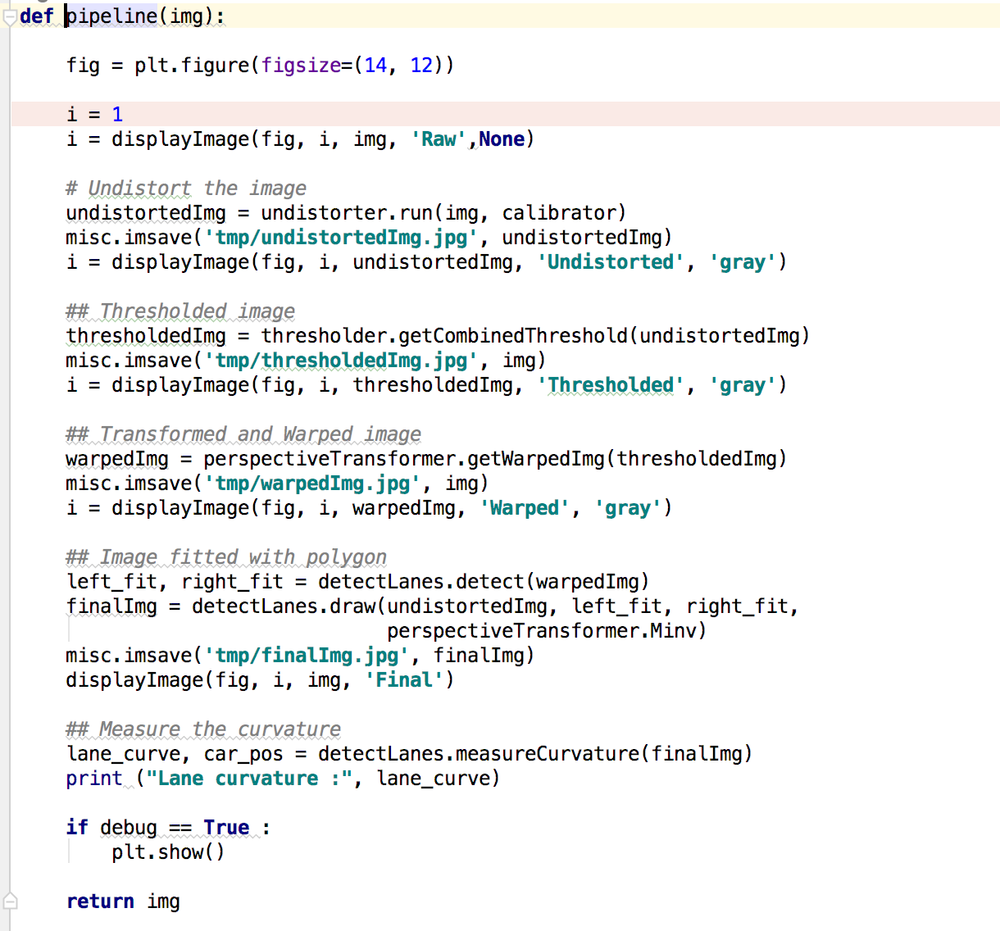 def pipeline(img):
fig = plt.figure(figsize=(14, 12))
i = 1
i = displayImage(fig, i, img, 'Raw',None)
# Undistort the image
undistortedImg = undistorter.run(img, calibrator)
misc.imsave('tmp/undistortedImg.jpg', undistortedImg)
i = displayImage(fig, i, undistortedImg, 'Undistorted', 'gray')
## Thresholded image
thresholdedImg = thresholder.getCombinedThreshold(undistortedImg)
misc.imsave('tmp/thresholdedImg.jpg', img)
i = displayImage(fig, i, thresholdedImg, 'Thresholded', 'gray')
## Transformed and Warped image
warpedImg = perspectiveTransformer.getWarpedImg(thresholdedImg)
misc.imsave('tmp/warpedImg.jpg', img)
i = displayImage(fig, i, warpedImg, 'Warped', 'gray')
## Image fitted with polygon
left_fit, right_fit = detectLanes.detect(warpedImg)
finalImg = detectLanes.draw(undistortedImg, left_fit, right_fit,
perspectiveTransformer.Minv)
misc.imsave('tmp/finalImg.jpg', finalImg)
displayImage(fig, i, img, 'Final')
## Measure the curvature
lane_curve, car_pos = detectLanes.measureCurvature(finalImg)
print ("Lane curvature :", lane_curve)
if debug == True :
plt.show()
return img